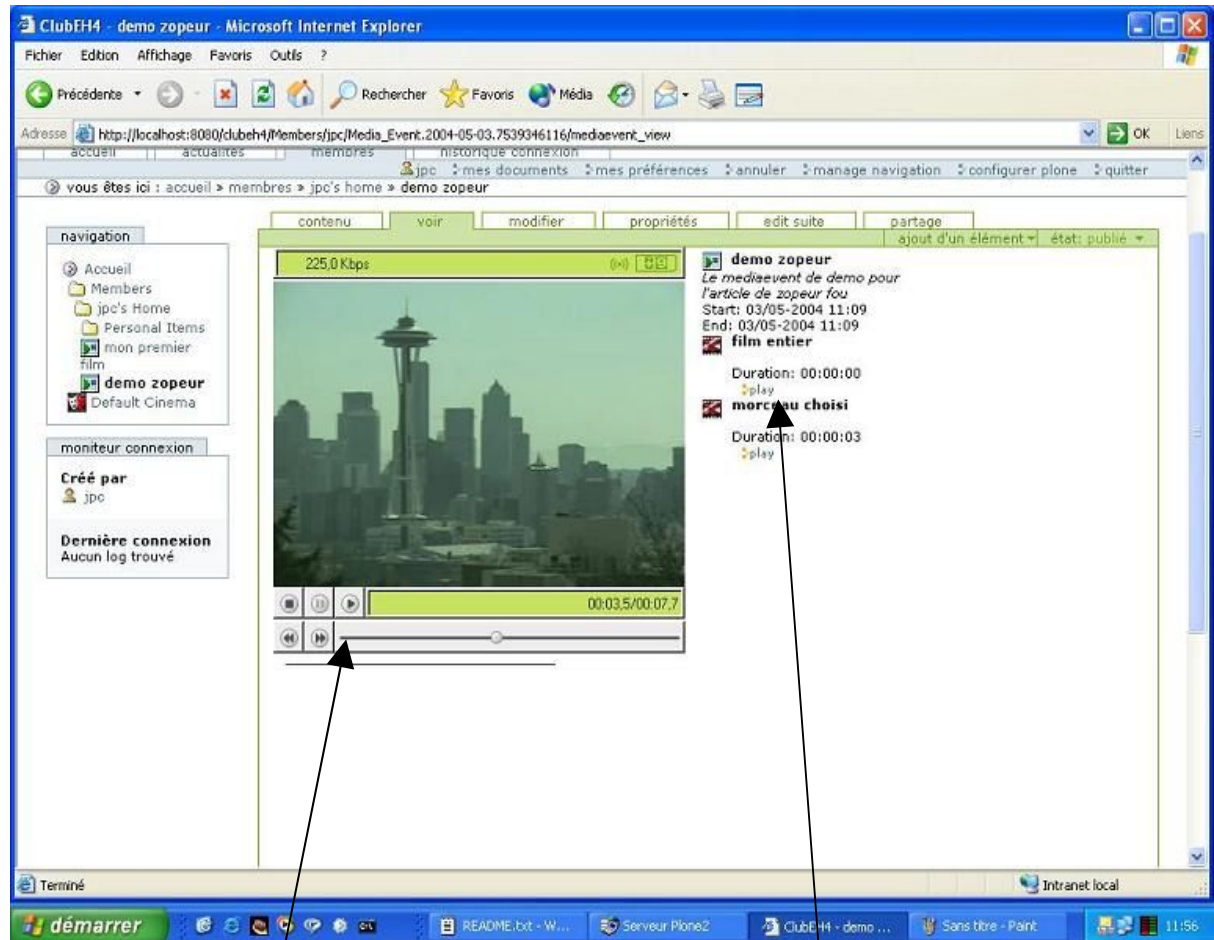 ClubEH4 - demo zopeur - Microsoft Internet Explorer
Fichier Edition Affichage Favoris Outils ?
Précédente Rechercher Favoris Média
Adresse http://localhost:8080/clubeh4/Members/jpc/Media_Event.2004-05-03.7539346116/mediaevent_view OK Liens
accueil actualités membres historique connexion
jpc mes documents mes préférences annuler manage navigation configurer plone quitter
vous êtes ici : accueil » membres » jpc's home » demo zopeur
contenu voir modifier propriétés edit suite partage
ajout d'un élément état: publié
navigation
Accueil
Members
jpc's Home
Personal Items
mon premier
film
demo zopeur
Default Cinema
moniteur connexion
Créé par
jpc
Dernière connexion
Aucun log trouvé
225,0 Kbps
00:03,5/00:07,7
demo zopeur
Le mediaevent de demo pour
l'article de zopeur fou
Start: 03/05-2004 11:09
End: 03/05-2004 11:09
film entier
Duration: 00:00:00
play
morceau choisi
Duration: 00:00:03
play
Terminé Intranet local
démarrer README.txt - W... Serveur Plone2 ClubEH4 - demo ... Sans titre - Paint 11:56